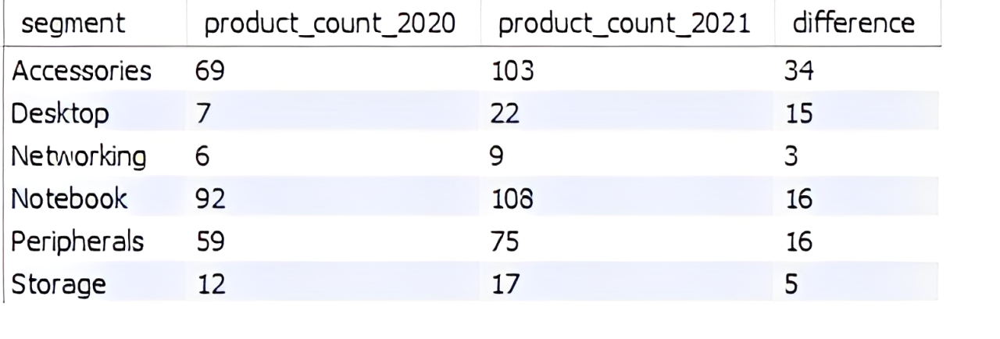 segment product_count_2020 product_count_2021 difference
Accessories 69 103 34
Desktop 7 22 15
Networking 6 9 3
Notebook 92 108 16
Peripherals 59 75 16
Storage 12 17 5